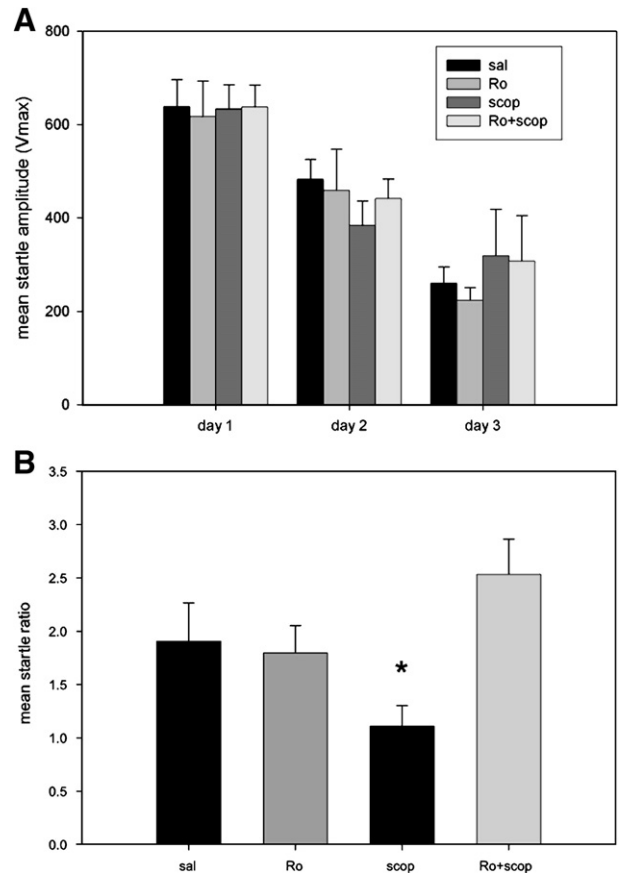 A
mean startle amplitude (Vmax)
800
600
400
200
0
sal
Ro
scop
Ro+scop
day 1
day 2
day 3
B
mean startle ratio
3.5
3.0
2.5
2.0
1.5
1.0
0.5
0.0
*
sal
Ro
scop
Ro+scop